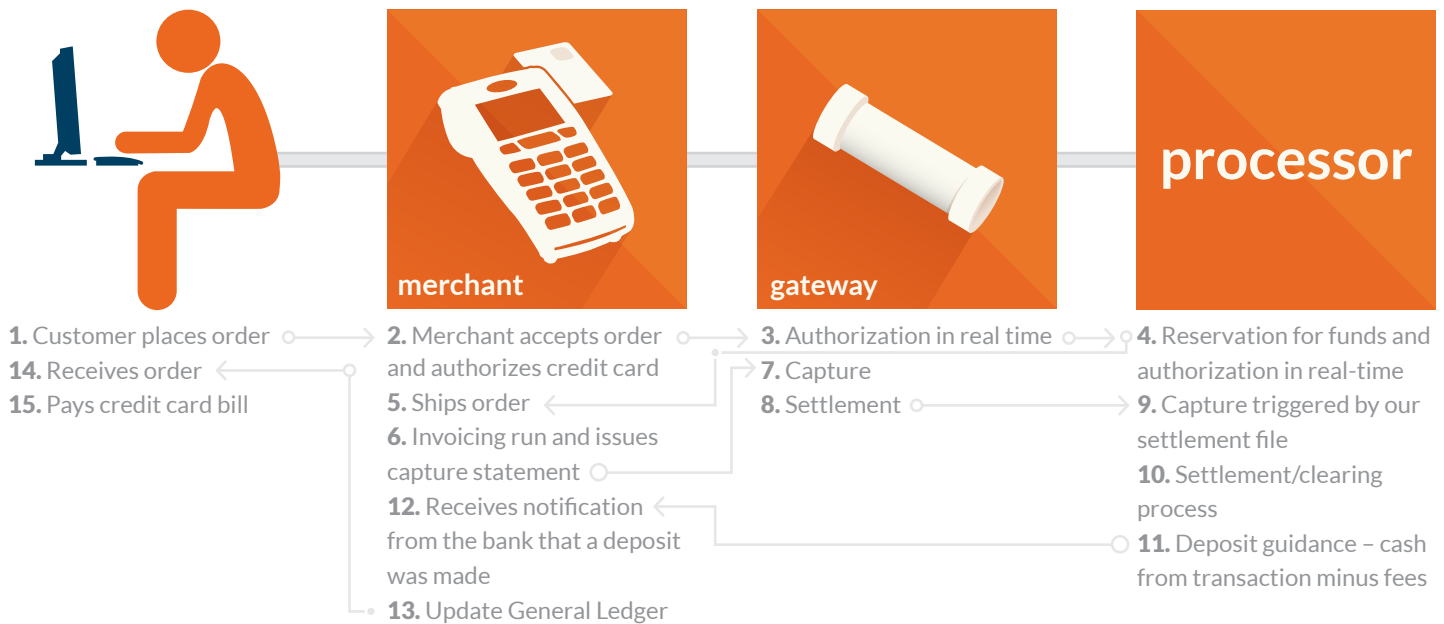 processor
merchant
gateway
1. Customer places order
14. Receives order
15. Pays credit card bill
2. Merchant accepts order
and authorizes credit card
5. Ships order
6. Invoicing run and issues
capture statement
12. Receives notification
from the bank that a deposit
was made
13. Update General Ledger
3. Authorization in real time
7. Capture
8. Settlement
4. Reservation for funds and
authorization in real-time
9. Capture triggered by our
settlement file
10. Settlement/clearing
process
11. Deposit guidance – cash
from transaction minus fees